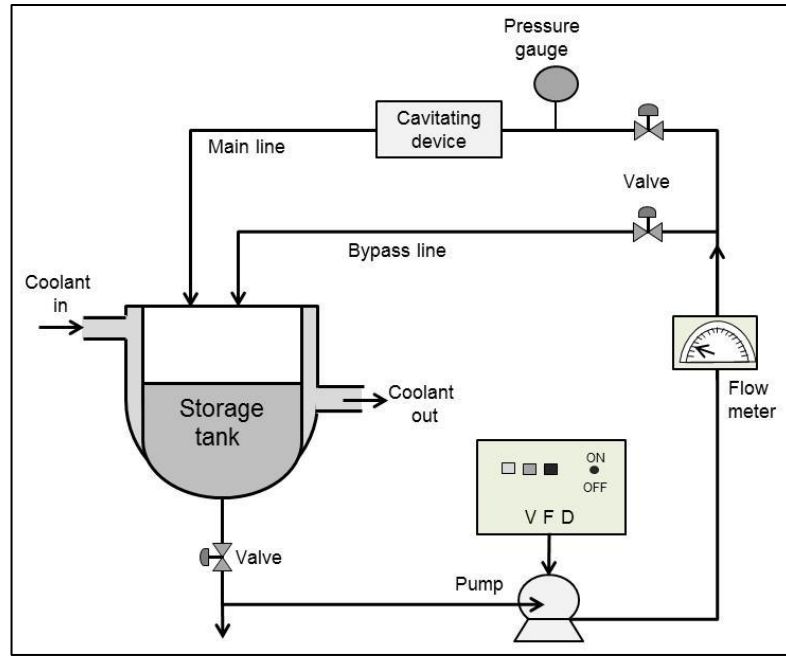 Pressure
gauge
Cavitating
device
Main line
Valve
Bypass line
Coolant
in
Storage
tank
Coolant
out
Flow
meter
ON
OFF
V F D
Valve
Pump